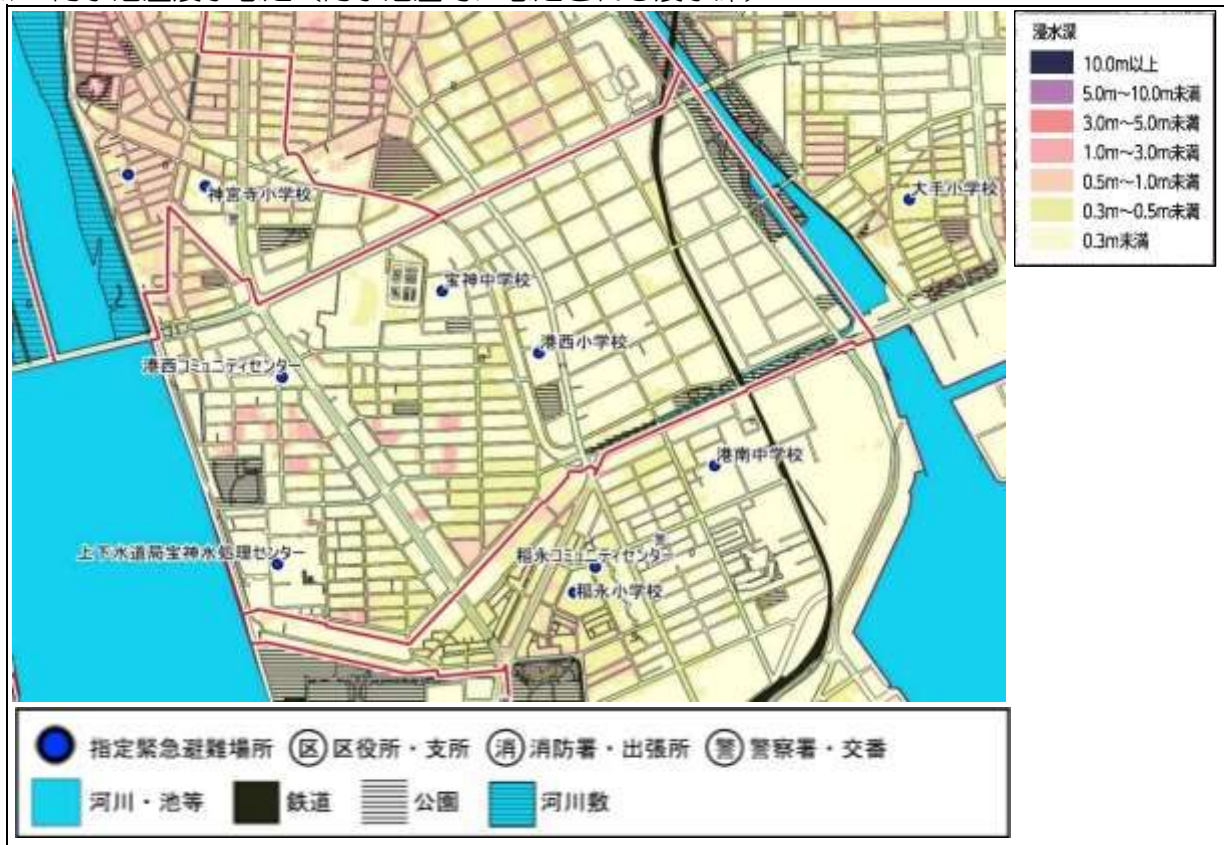 浸水深
10.0m以上
5.0m～10.0m未満
3.0m～5.0m未満
1.0m～3.0m未満
0.5m～1.0m未満
0.3m～0.5m未満
0.3m未満
神宮寺小学校
大手小学校
宝神中学校
港西小学校
港西コミュニティセンター
港南中学校
上下水道局宝神水処理センター
稲永コミュニティセンター
稲永小学校
指定緊急避難場所 区 区役所・支所 消 消防署・出張所 警 警察署・交番
河川・池等 鉄道 公園 河川敷